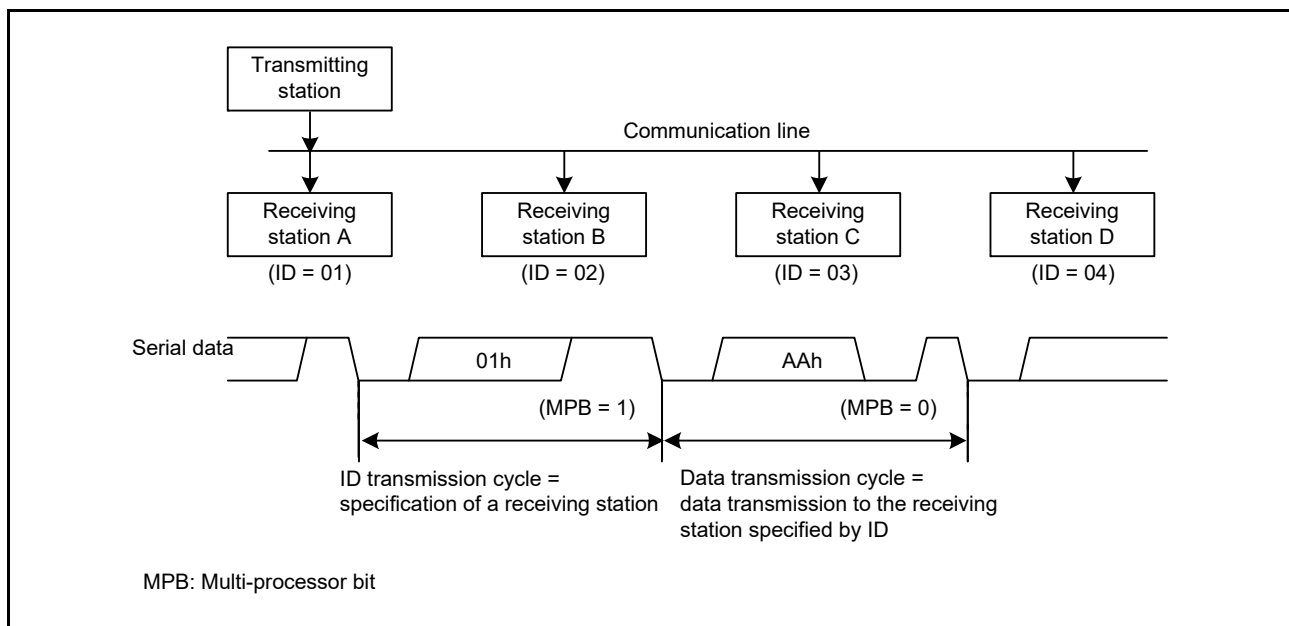 Transmitting
station
Communication line
Receiving
station A
(ID = 01)
Receiving
station B
(ID = 02)
Receiving
station C
(ID = 03)
Receiving
station D
(ID = 04)
Serial data
01h
AAh
(MPB = 1)
(MPB = 0)
ID transmission cycle =
specification of a receiving station
Data transmission cycle =
data transmission to the receiving
station specified by ID
MPB: Multi-processor bit